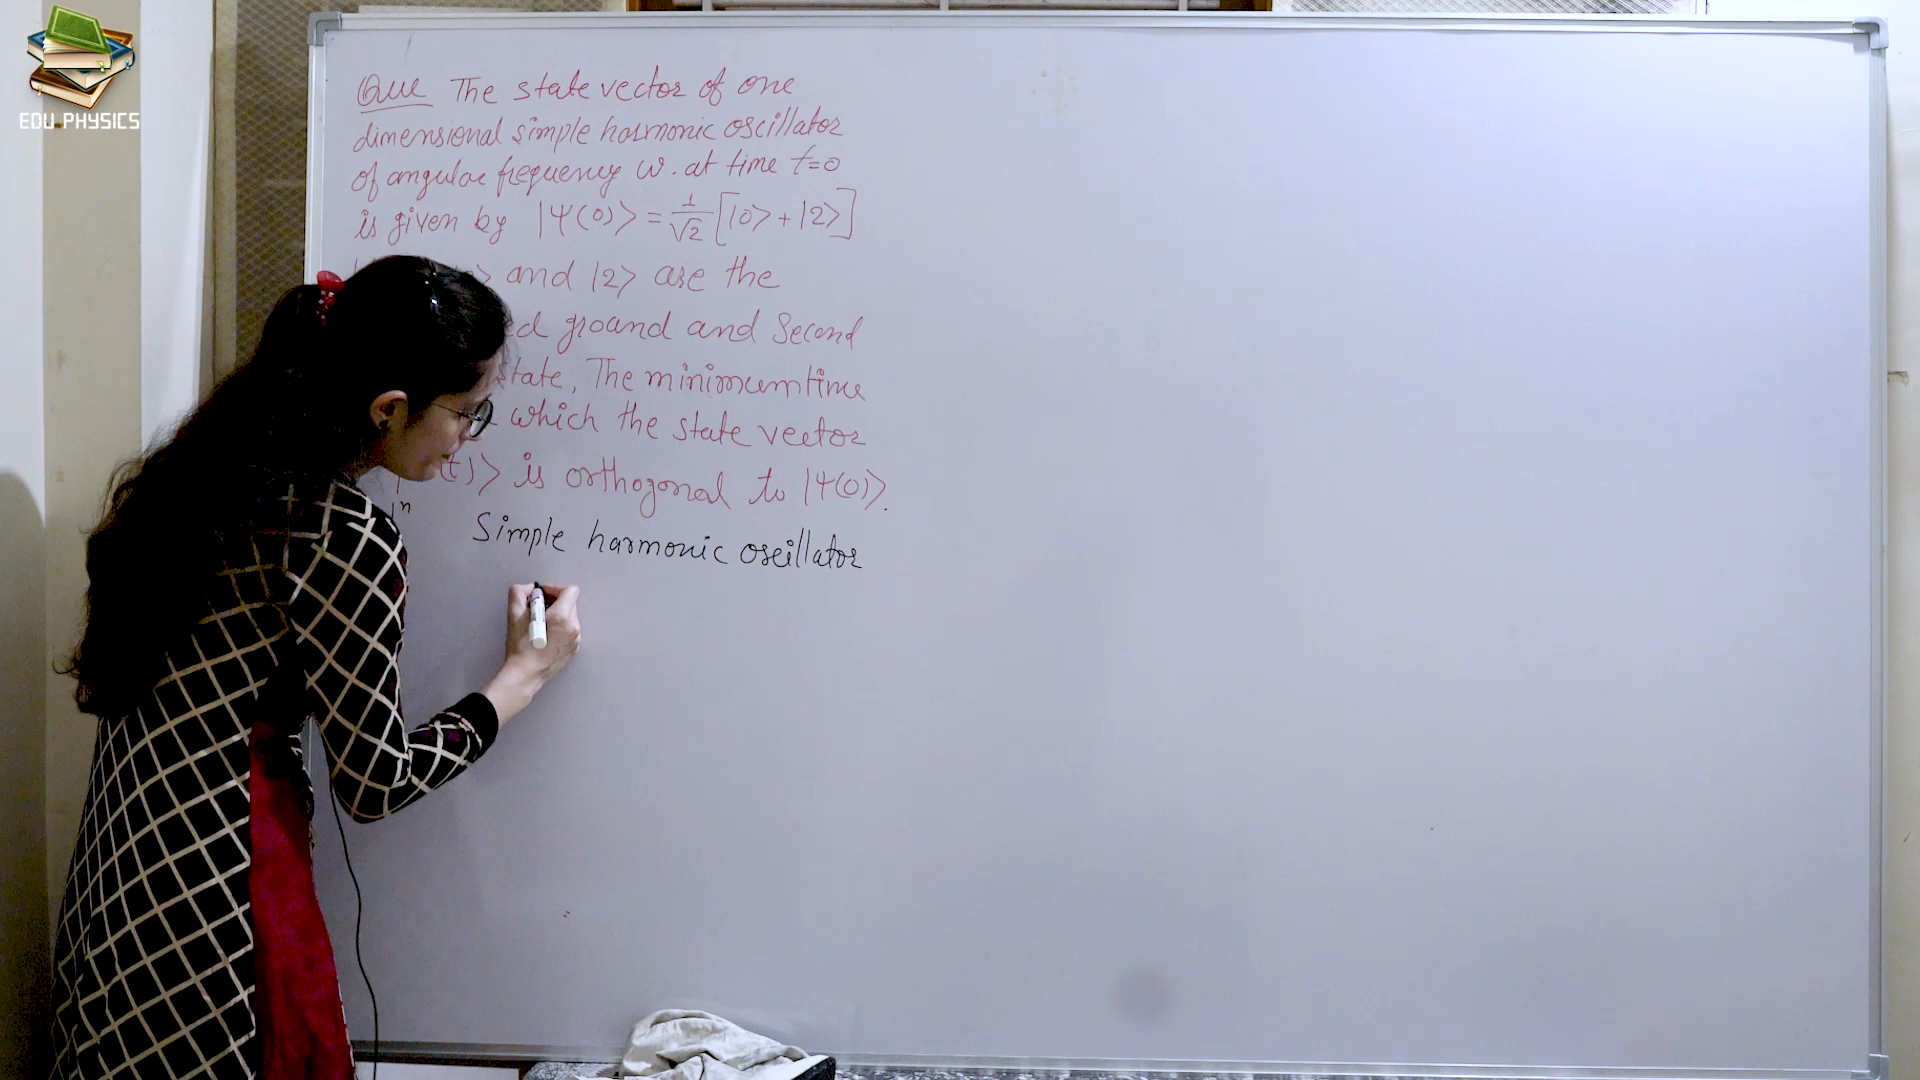 EDU PHYSICS
Que The state vector of one
dimensional simple harmonic oscillator
of angular frequency ω. at time t=0
is given by |Ψ(0)> = 1/√2 [|0> + |2>]
and |2> are the
ground and Second
state, The minimum time
which the state vector
(t)> is orthogonal to |Ψ(0)>.
Simple harmonic oscillator